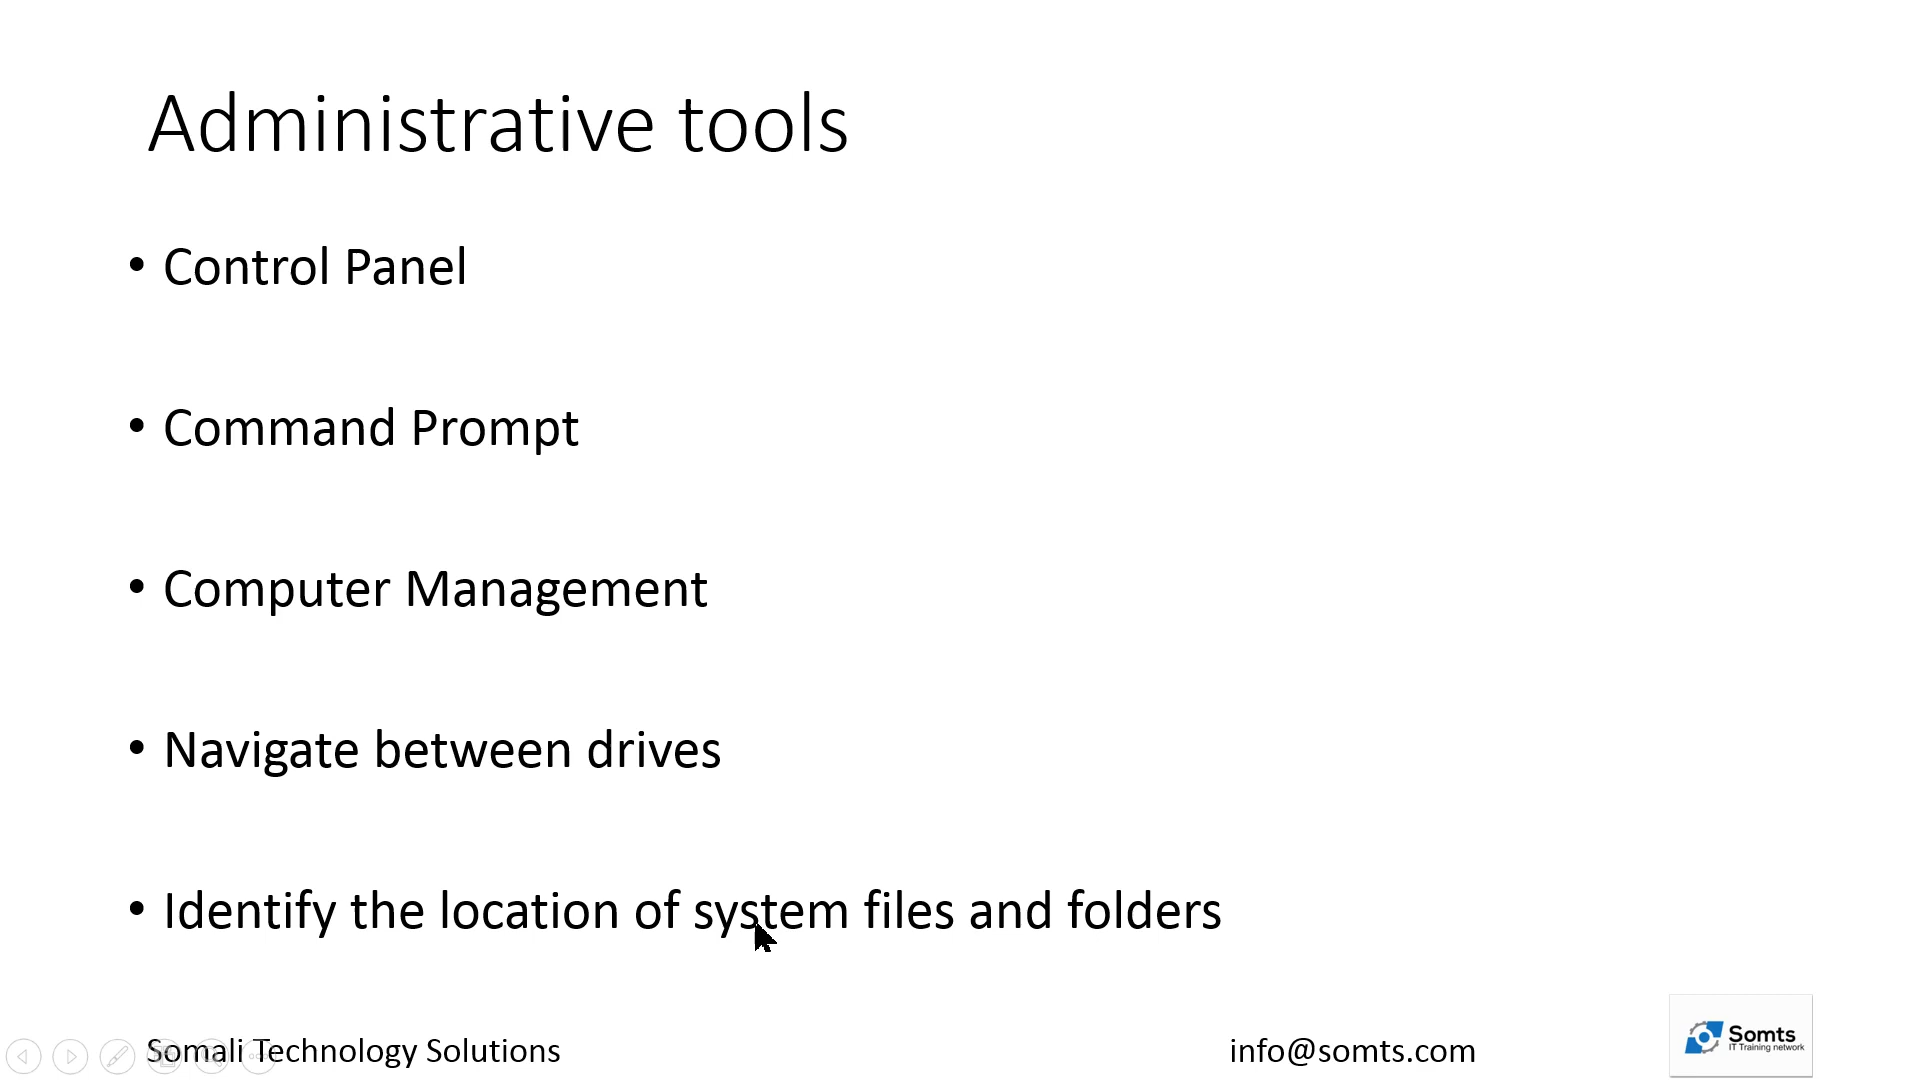 Administrative tools
• Control Panel
• Command Prompt
• Computer Management
• Navigate between drives
• Identify the location of system files and folders
Somali Technology Solutions
info@somts.com
Somts
IT Training network